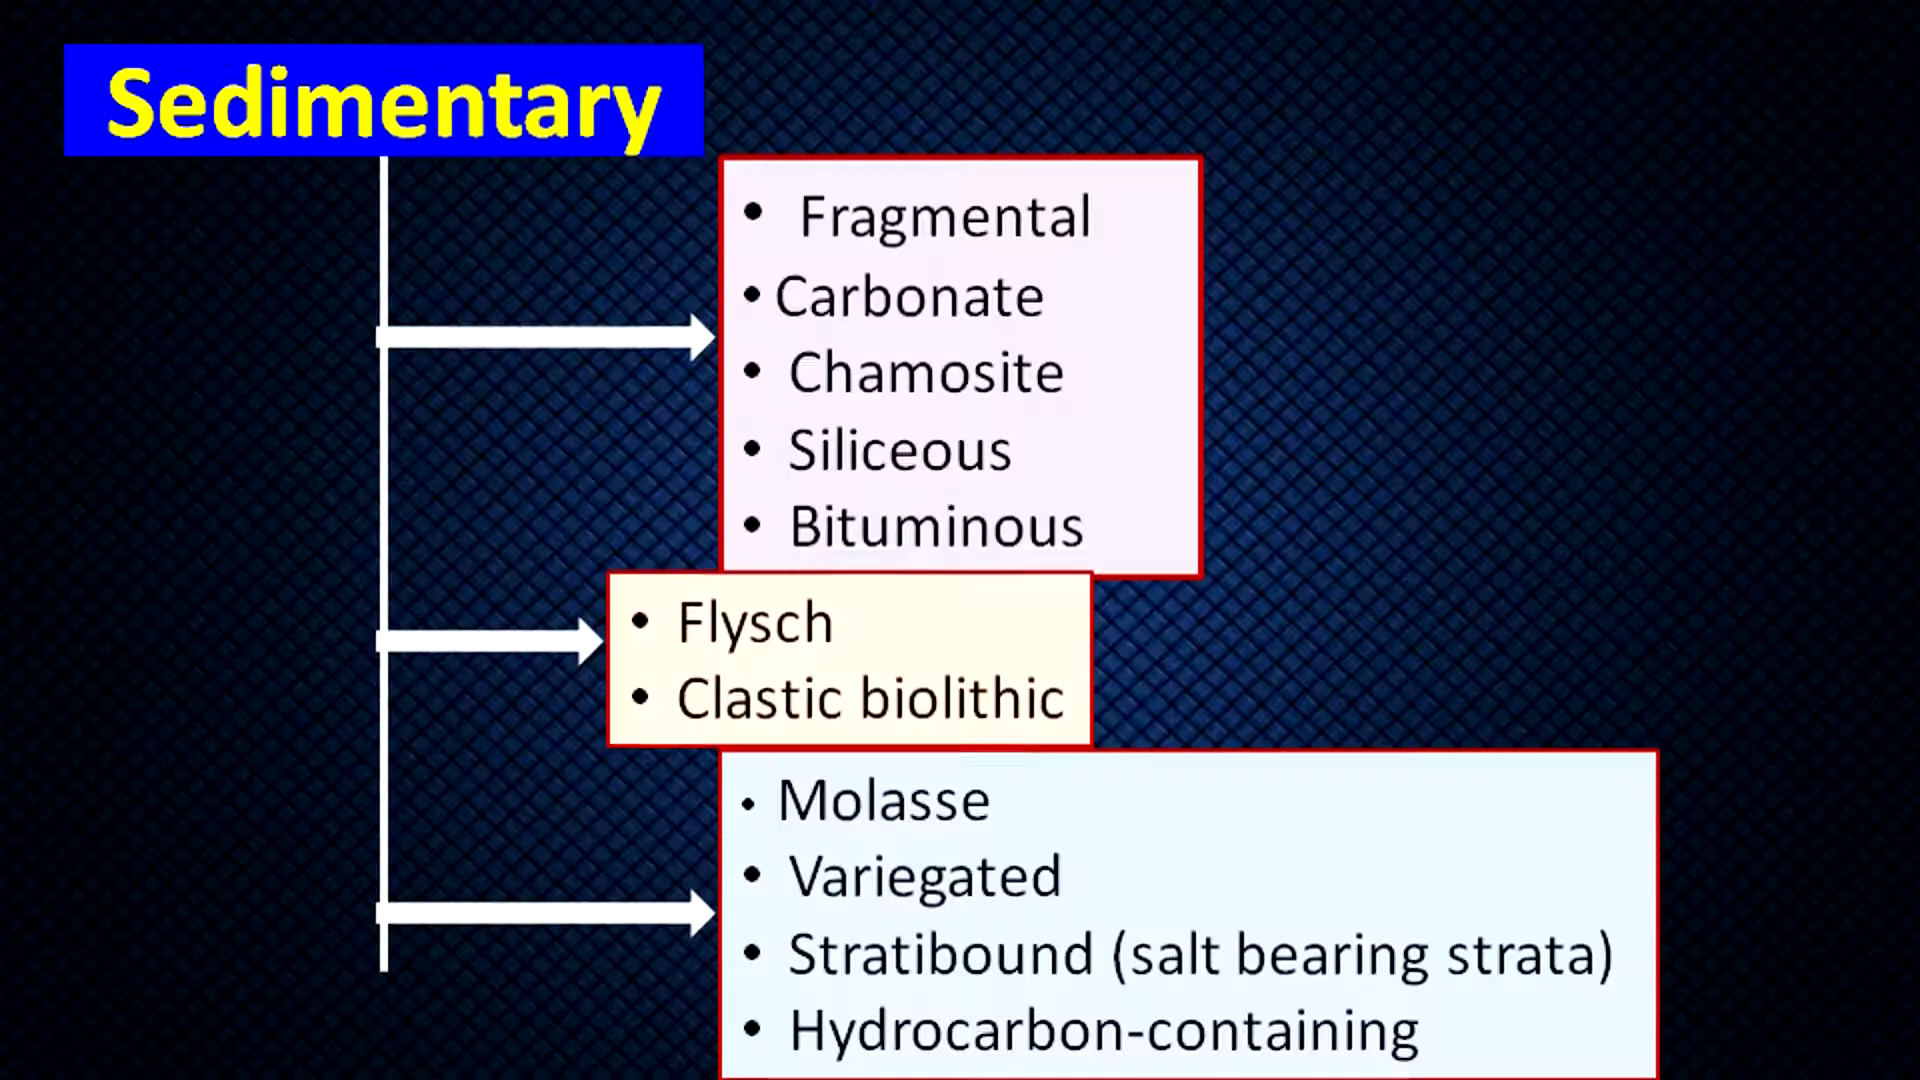 Sedimentary
• Fragmental
• Carbonate
• Chamosite
• Siliceous
• Bituminous
• Flysch
• Clastic biolithic
• Molasse
• Variegated
• Stratibound (salt bearing strata)
• Hydrocarbon-containing